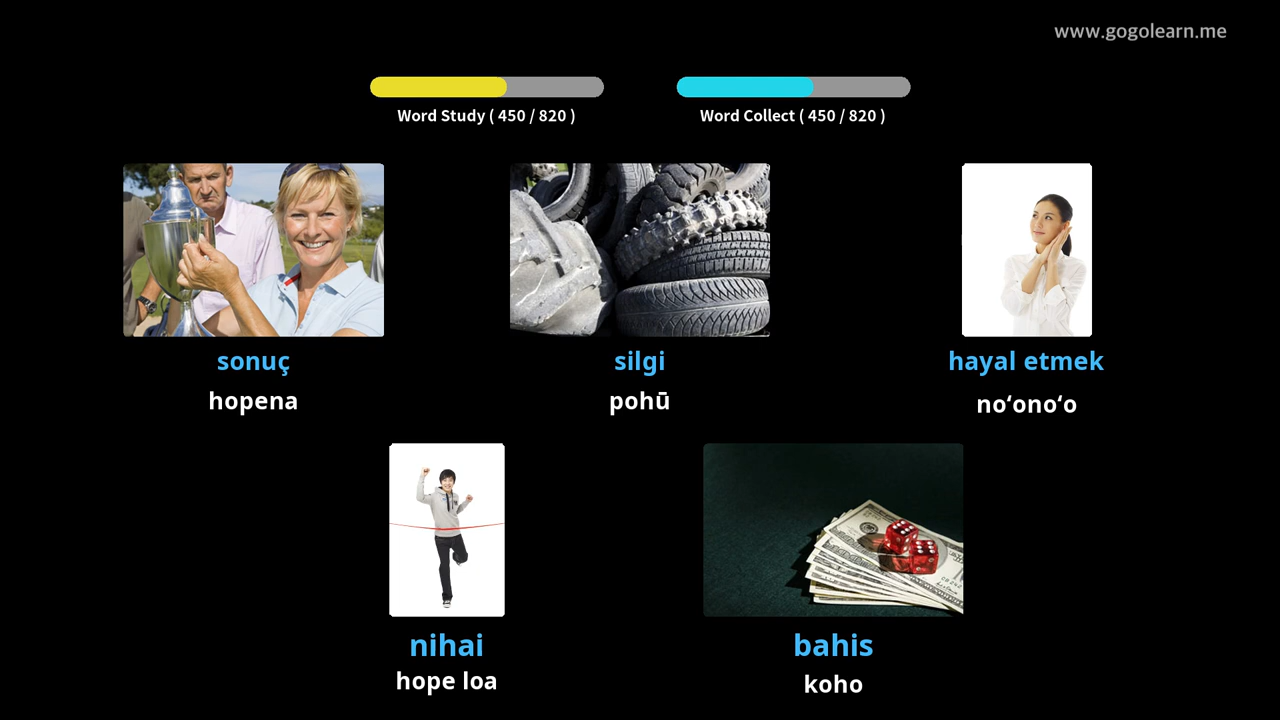 www.gogolearn.me
Word Study ( 450 / 820 )
Word Collect ( 450 / 820 )
sonuç
hopena
silgi
pohū
hayal etmek
noʻonoʻo
nihai
hope loa
bahis
koho